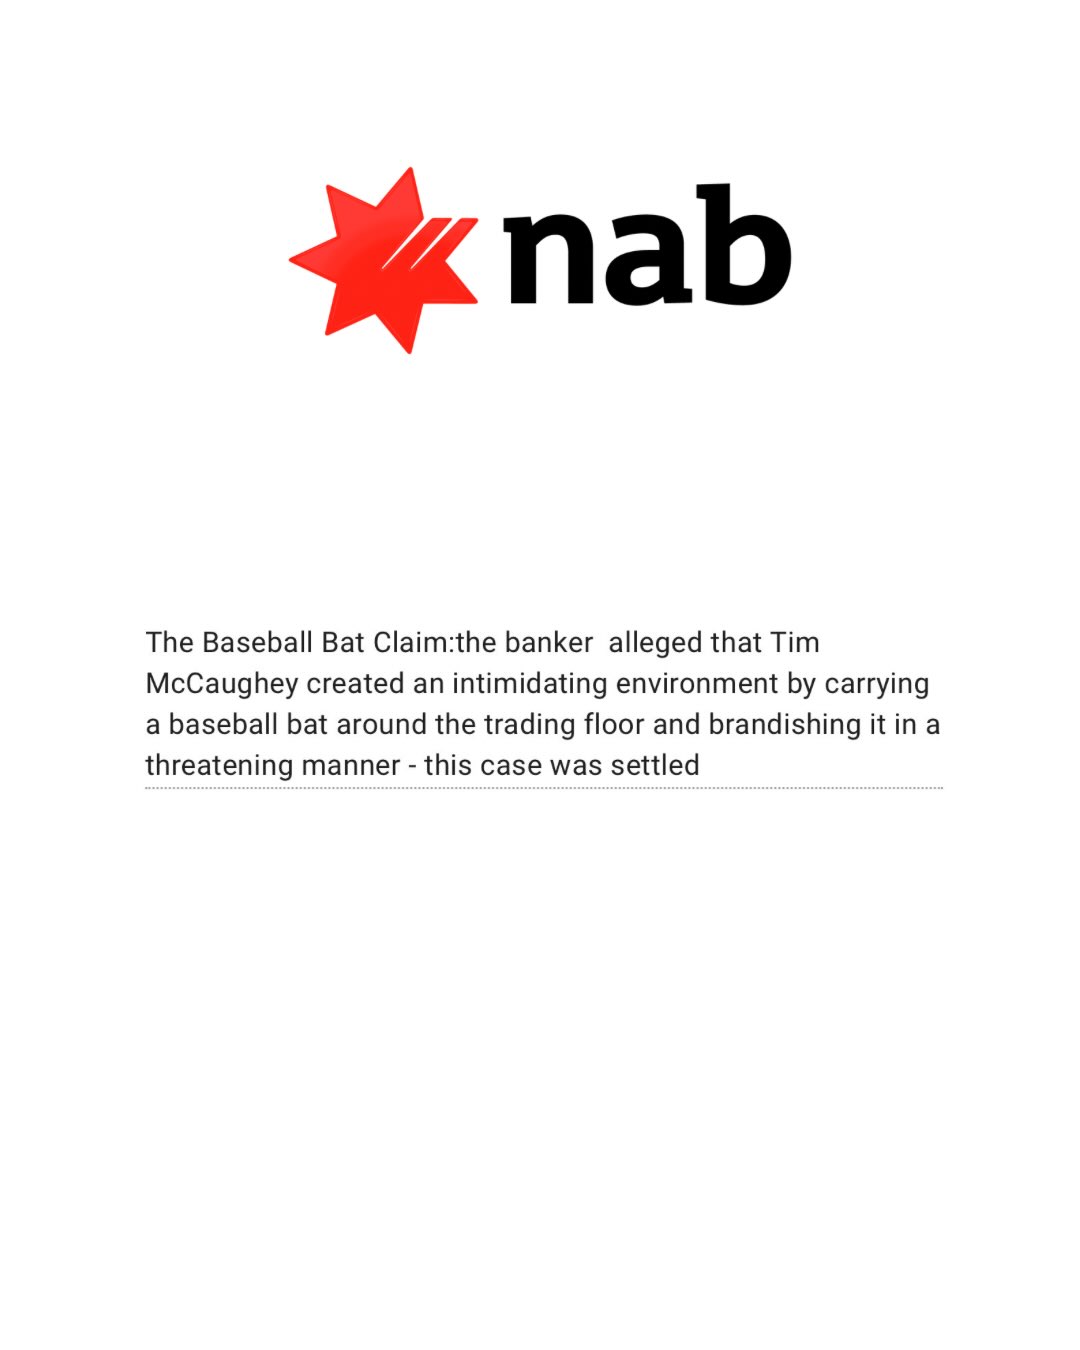 nab
The Baseball Bat Claim:the banker  alleged that Tim
McCaughey created an intimidating environment by carrying
a baseball bat around the trading floor and brandishing it in a
threatening manner - this case was settled